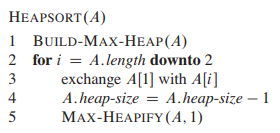 HEAPSORT(A)
1 BUILD-MAX-HEAP(A)
2 for i = A.length downto 2
3 exchange A[1] with A[i]
4 A.heap-size = A.heap-size − 1
5 MAX-HEAPIFY(A, 1)